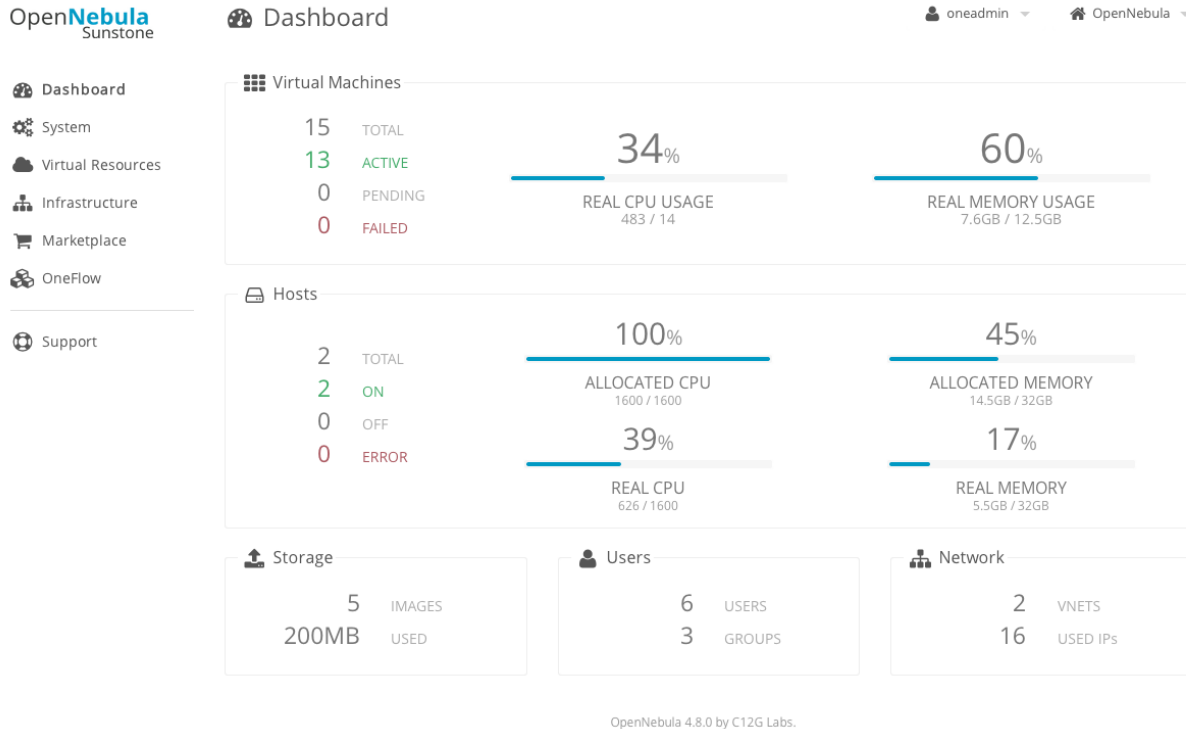 OpenNebula
Sunstone
Dashboard
oneadmin
OpenNebula
Dashboard
System
Virtual Resources
Infrastructure
Marketplace
OneFlow
Support
Virtual Machines
15 TOTAL
13 ACTIVE
0 PENDING
0 FAILED
34%
REAL CPU USAGE
483 / 14
60%
REAL MEMORY USAGE
7.6GB / 12.5GB
Hosts
2 TOTAL
2 ON
0 OFF
0 ERROR
100%
ALLOCATED CPU
1600 / 1600
45%
ALLOCATED MEMORY
14.5GB / 32GB
39%
REAL CPU
626 / 1600
17%
REAL MEMORY
5.5GB / 32GB
Storage
5 IMAGES
200MB USED
Users
6 USERS
3 GROUPS
Network
2 VNETS
16 USED IPs
OpenNebula 4.8.0 by C12G Labs.